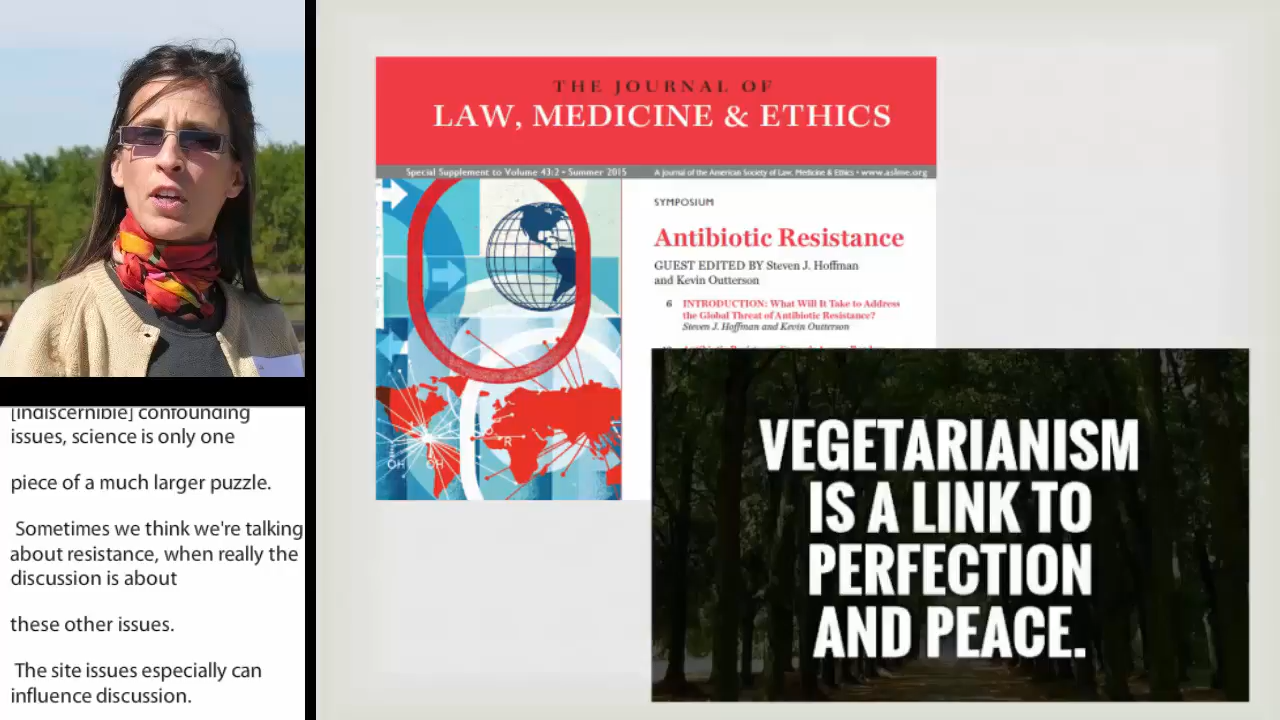 THE JOURNAL OF
LAW, MEDICINE & ETHICS
Special Supplement to Volume 43:2 • Summer 2015
A journal of the American Society of Law, Medicine & Ethics • www.aslme.org
SYMPOSIUM
Antibiotic Resistance
GUEST EDITED BY Steven J. Hoffman
and Kevin Outterson
6 INTRODUCTION: What Will It Take to Address
the Global Threat of Antibiotic Resistance?
Steven J. Hoffman and Kevin Outterson
OH
OH
R
VEGETARIANISM
IS A LINK TO
PERFECTION
AND PEACE.
[indiscernible] confounding
issues, science is only one
piece of a much larger puzzle.
Sometimes we think we're talking
about resistance, when really the
discussion is about
these other issues.
The site issues especially can
influence discussion.